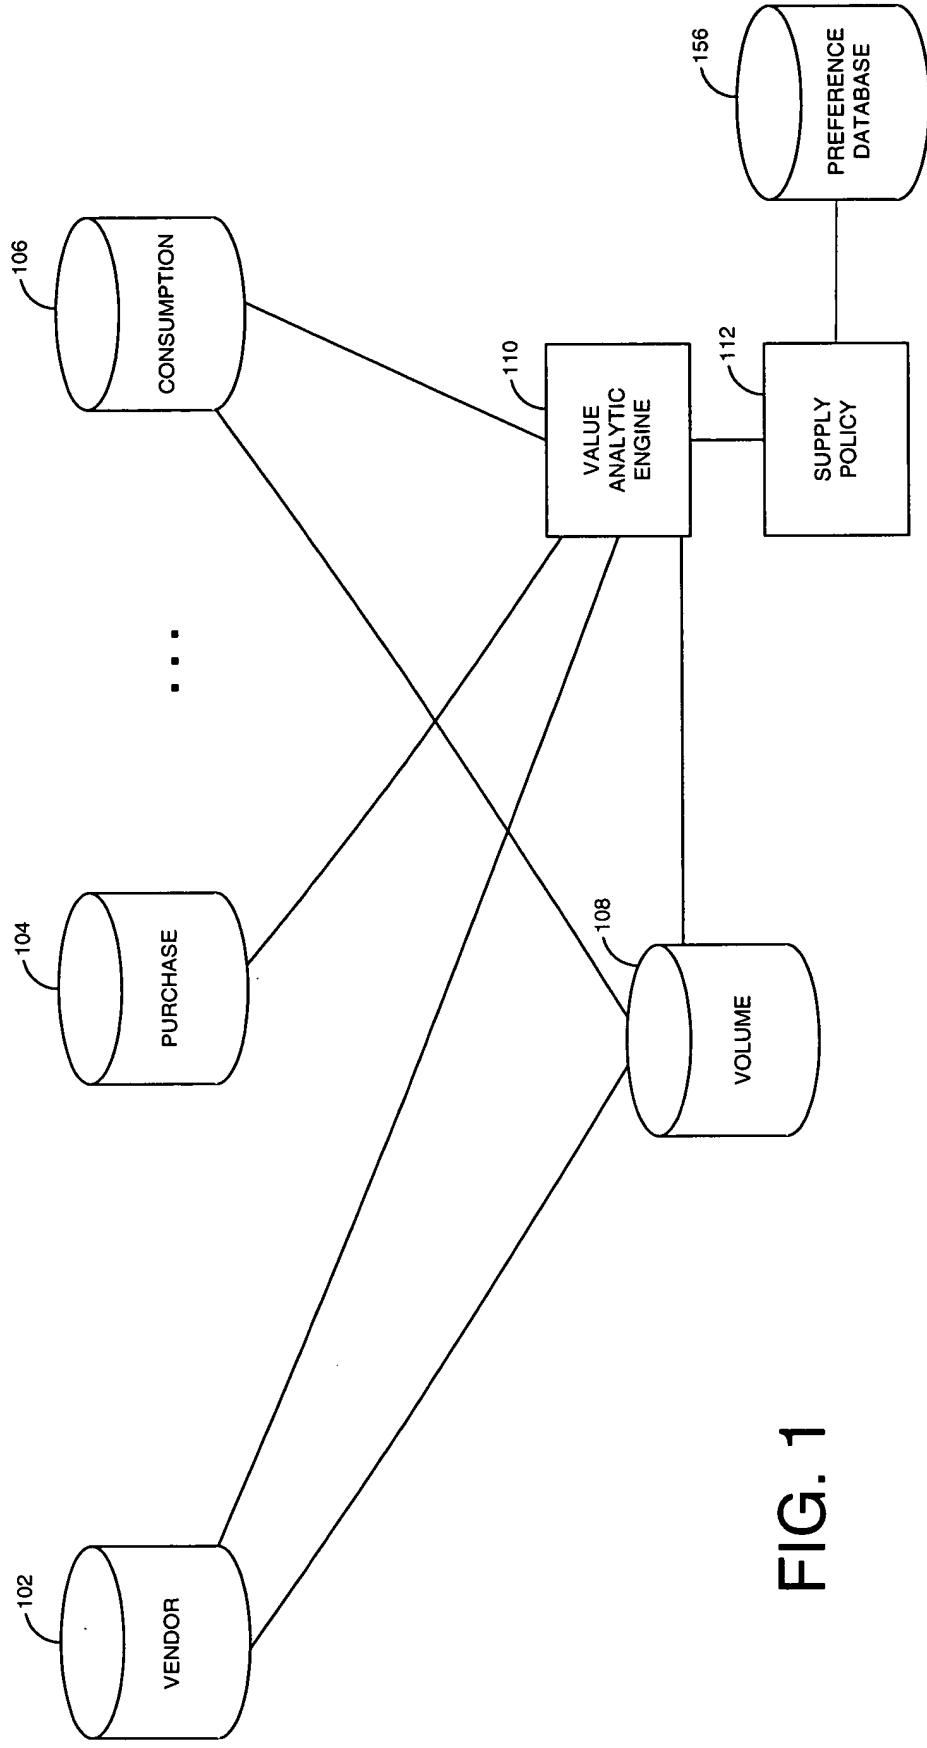 102
VENDOR
104
PURCHASE
. . .
106
CONSUMPTION
108
VOLUME
110
VALUE
ANALYTIC
ENGINE
112
SUPPLY
POLICY
156
PREFERENCE
DATABASE
FIG. 1